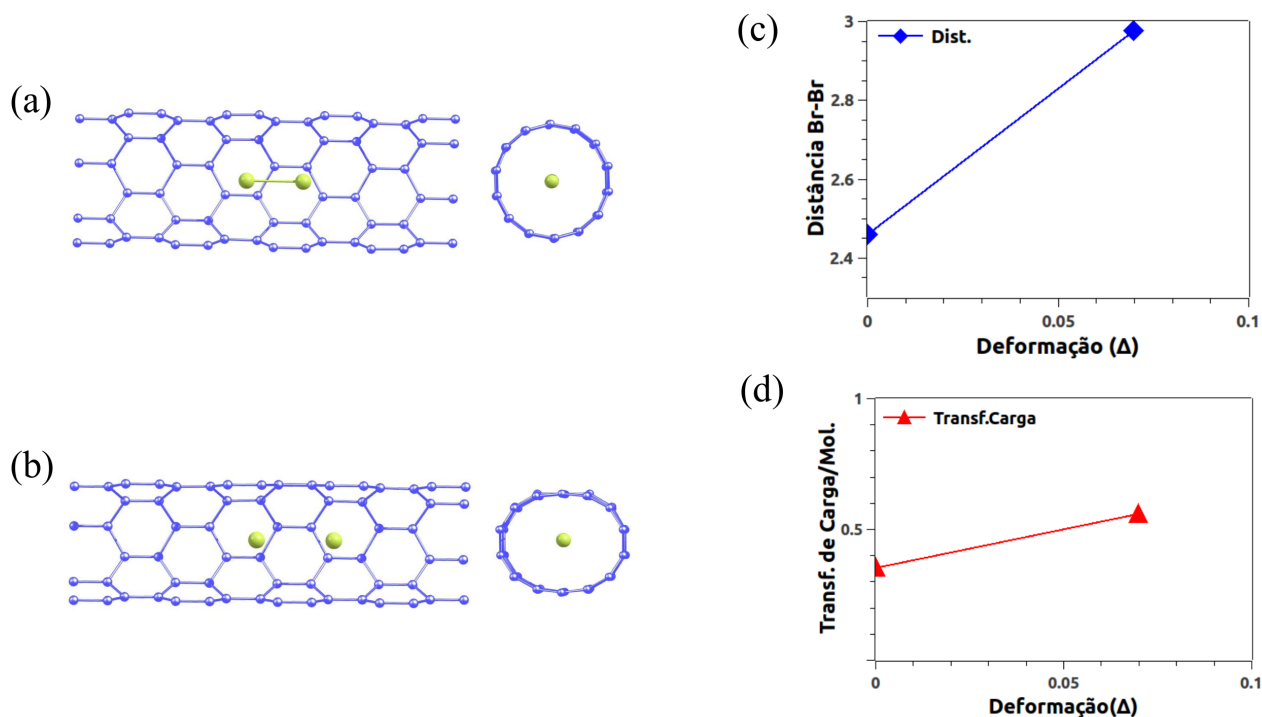 (a)
(b)
(c)
Dist.
3
2.8
2.6
2.4
Distância Br-Br
0
0.05
0.1
Deformação (Δ)
(d)
Transf.Carga
1
0.5
Transf. de Carga/Mol.
0
0.05
0.1
Deformação(Δ)